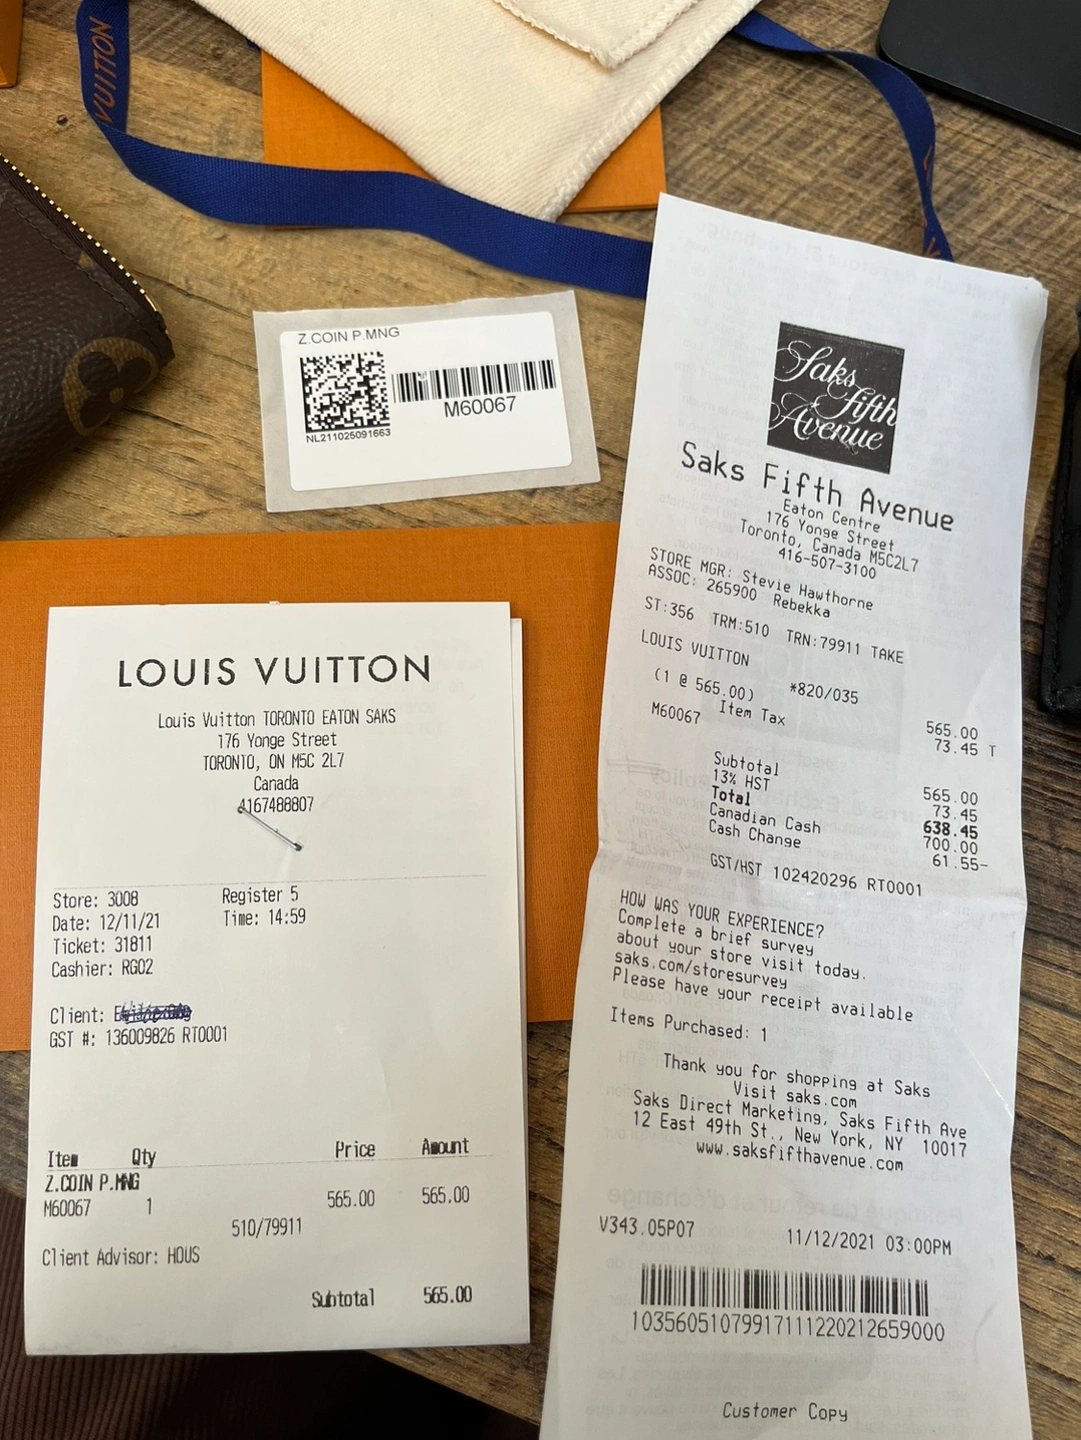 VUITTON
Z.COIN P.MNG
M60067
NL211025091663
LOUIS VUITTON
Louis Vuitton TORONTO EATON SAKS
176 Yonge Street
TORONTO, ON M5C 2L7
Canada
4167488807
Store: 3008 Register 5
Date: 12/11/21 Time: 14:59
Ticket: 31811
Cashier: RG02
Client:
GST #: 136009826 RT0001
Item Qty Price Amount
Z.COIN P.MNG
M60067 1 565.00 565.00
510/79911
Client Advisor: HOUS
Subtotal 565.00
Saks
fifth
Avenue
Saks Fifth Avenue
Eaton Centre
176 Yonge Street
Toronto, Canada M5C2L7
416-507-3100
STORE MGR: Stevie Hawthorne
ASSOC: 265900 Rebekka
ST:356 TRM:510 TRN:79911 TAKE
LOUIS VUITTON
*820/035
(1 @ 565.00) 565.00
Item Tax 73.45 T
M60067
Subtotal 565.00
13% HST 73.45
Total 638.45
Canadian Cash 700.00
Cash Change 61.55-
GST/HST 102420296 RT0001
HOW WAS YOUR EXPERIENCE?
Complete a brief survey
about your store visit today.
saks.com/storesurvey
Please have your receipt available
Items Purchased: 1
Thank you for shopping at Saks
Visit saks.com
Saks Direct Marketing, Saks Fifth Ave
12 East 49th St., New York, NY 10017
www.saksfifthavenue.com
V343.05P07 11/12/2021 03:00PM
10356051079917111220212659000
Customer Copy